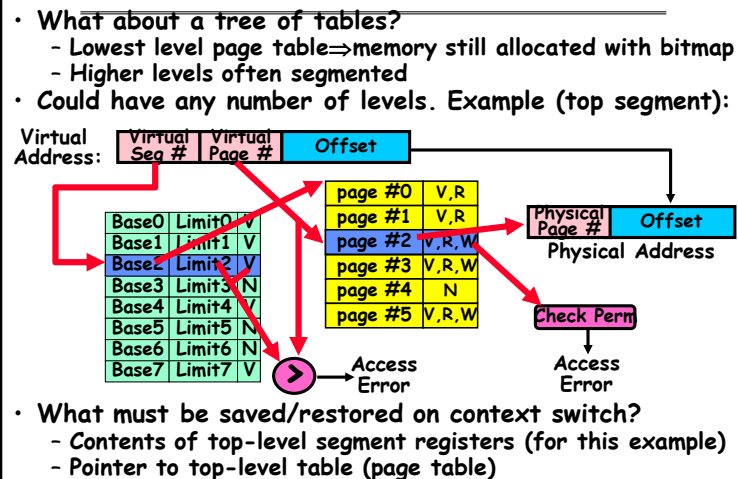 • What about a tree of tables?
– Lowest level page table⇒memory still allocated with bitmap
– Higher levels often segmented
• Could have any number of levels. Example (top segment):
Virtual
Address:
Virtual
Seg #
Virtual
Page #
Offset
page #0 V,R
page #1 V,R
page #2 V,R,W
page #3 V,R,W
page #4 N
page #5 V,R,W
Physical
Page #
Offset
Physical Address
Base0 Limit0 V
Base1 Limit1 V
Base2 Limit2 V
Base3 Limit3 N
Base4 Limit4 V
Base5 Limit5 N
Base6 Limit6 N
Base7 Limit7 V
>
Access
Error
Check Perm
Access
Error
• What must be saved/restored on context switch?
– Contents of top-level segment registers (for this example)
– Pointer to top-level table (page table)